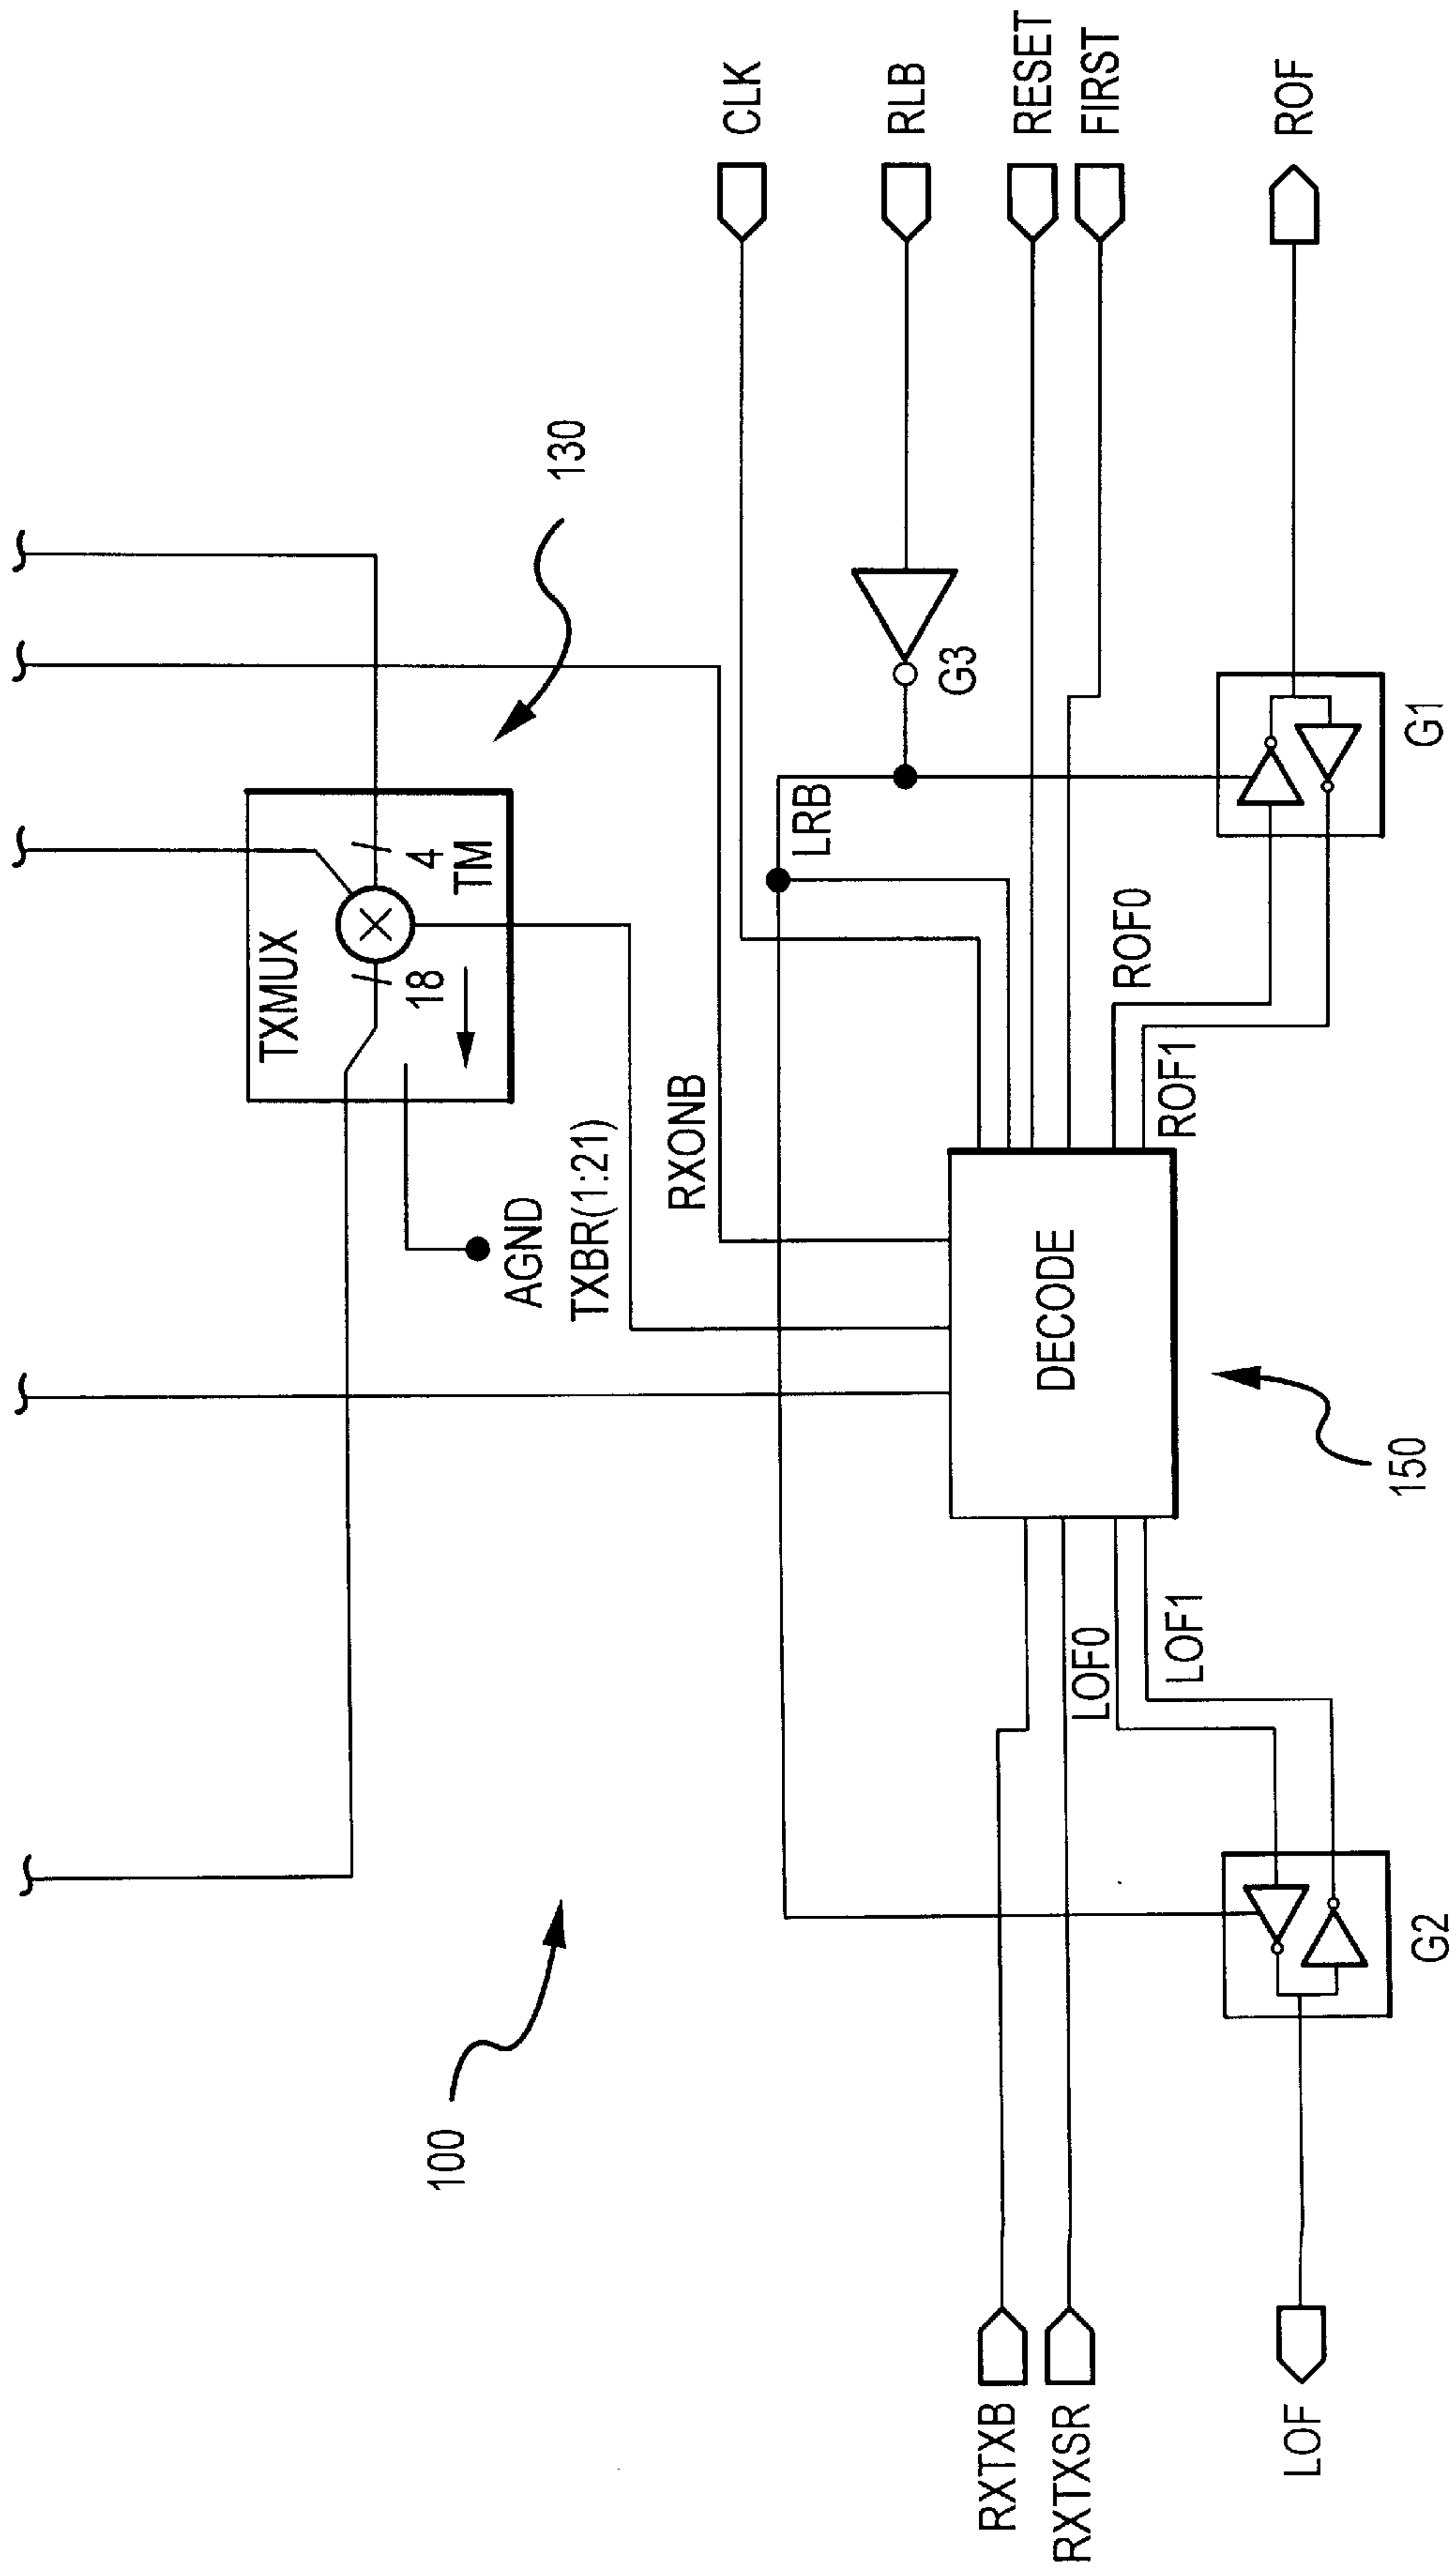 TXMUX
18
4
TM
130
AGND
TXBR(1:21)
RXONB
CLK
RLB
G3
LRB
RESET
FIRST
100
RXTXB
RXTXSR
DECODE
150
LOF0
LOF1
ROF0
ROF1
LOF
G2
G1
ROF